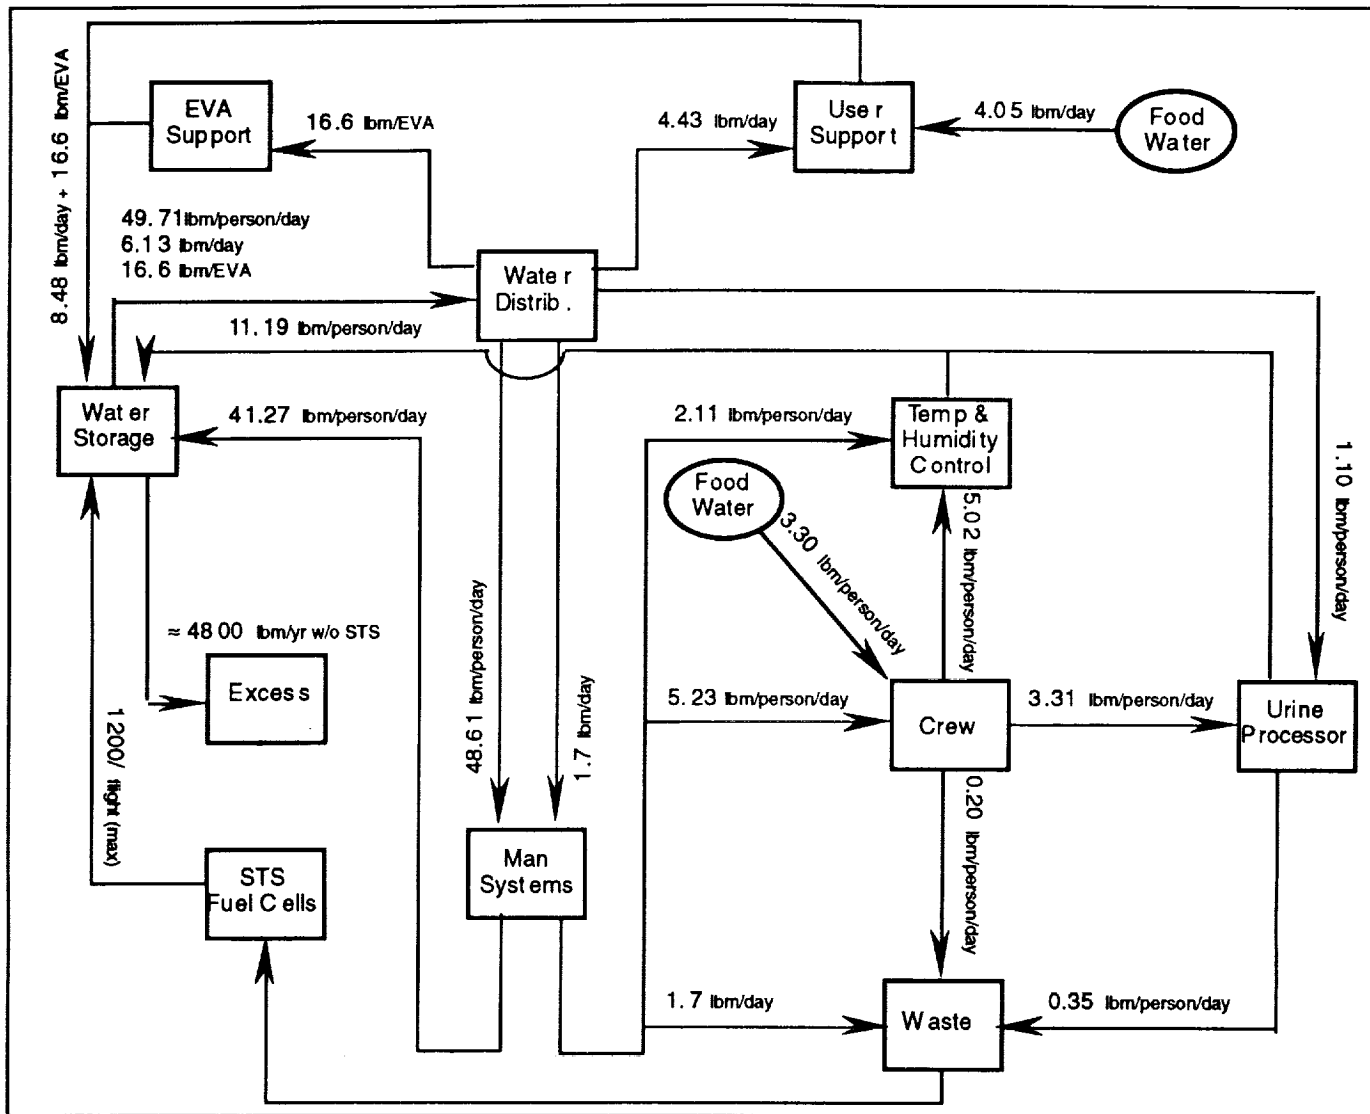 8.48 lbm/day + 16.6 lbm/EVA
EVA
Support
16.6 lbm/EVA
4.43 lbm/day
User
Support
4.05 lbm/day
Food
Water
49.71 lbm/person/day
6.13 lbm/day
16.6 lbm/EVA
Water
Distrib.
11.19 lbm/person/day
Water
Storage
41.27 lbm/person/day
2.11 lbm/person/day
Temp &
Humidity
Control
1.10 lbm/person/day
Food
Water
3.30 lbm/person/day
5.02 lbm/person/day
≈ 4800 lbm/yr w/o STS
Excess
1200/ flight (max)
48.61 lbm/person/day
1.7 lbm/day
5.23 lbm/person/day
Crew
3.31 lbm/person/day
Urine
Processor
0.20 lbm/person/day
STS
Fuel Cells
Man
Systems
1.7 lbm/day
Waste
0.35 lbm/person/day